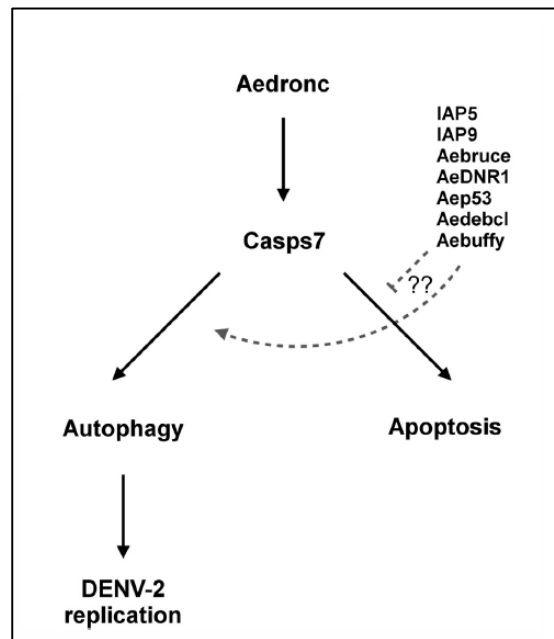 Aedronc
IAP5
IAP9
Aebruce
AeDNR1
Aep53
Aedebcl
Aebuffy
Casps7
??
Autophagy
Apoptosis
DENV-2
replication